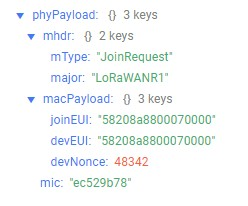 phyPayload: {} 3 keys
mhdr: {} 2 keys
mType: "JoinRequest"
major: "LoRaWANR1"
macPayload: {} 3 keys
joinEUI: "58208a8800070000"
devEUI: "58208a8800070000"
devNonce: 48342
mic: "ec529b78"